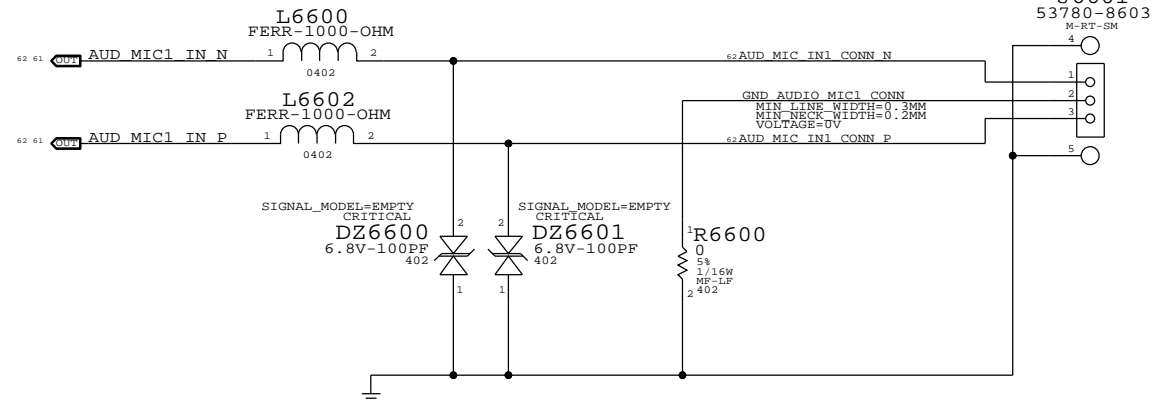 53780-8603
M-RT-SM
L6600
FERR-1000-OHM
4
62 61 OUT AUD_MIC1_IN_N 1 2
62 AUD_MIC_IN1_CONN_N
0402
1
L6602
FERR-1000-OHM
GND_AUDIO_MIC1_CONN 2
MIN_LINE_WIDTH=0.3MM
MIN_NECK_WIDTH=0.2MM
VOLTAGE=0V
3
62 61 OUT AUD_MIC1_IN_P 1 2
62 AUD_MIC_IN1_CONN_P
0402
5
SIGNAL_MODEL=EMPTY
CRITICAL
DZ6600
6.8V-100PF
402
2
1
SIGNAL_MODEL=EMPTY
CRITICAL
DZ6601
6.8V-100PF
402
2
1
1
R6600
0
5%
1/16W
MF-LF
402
2